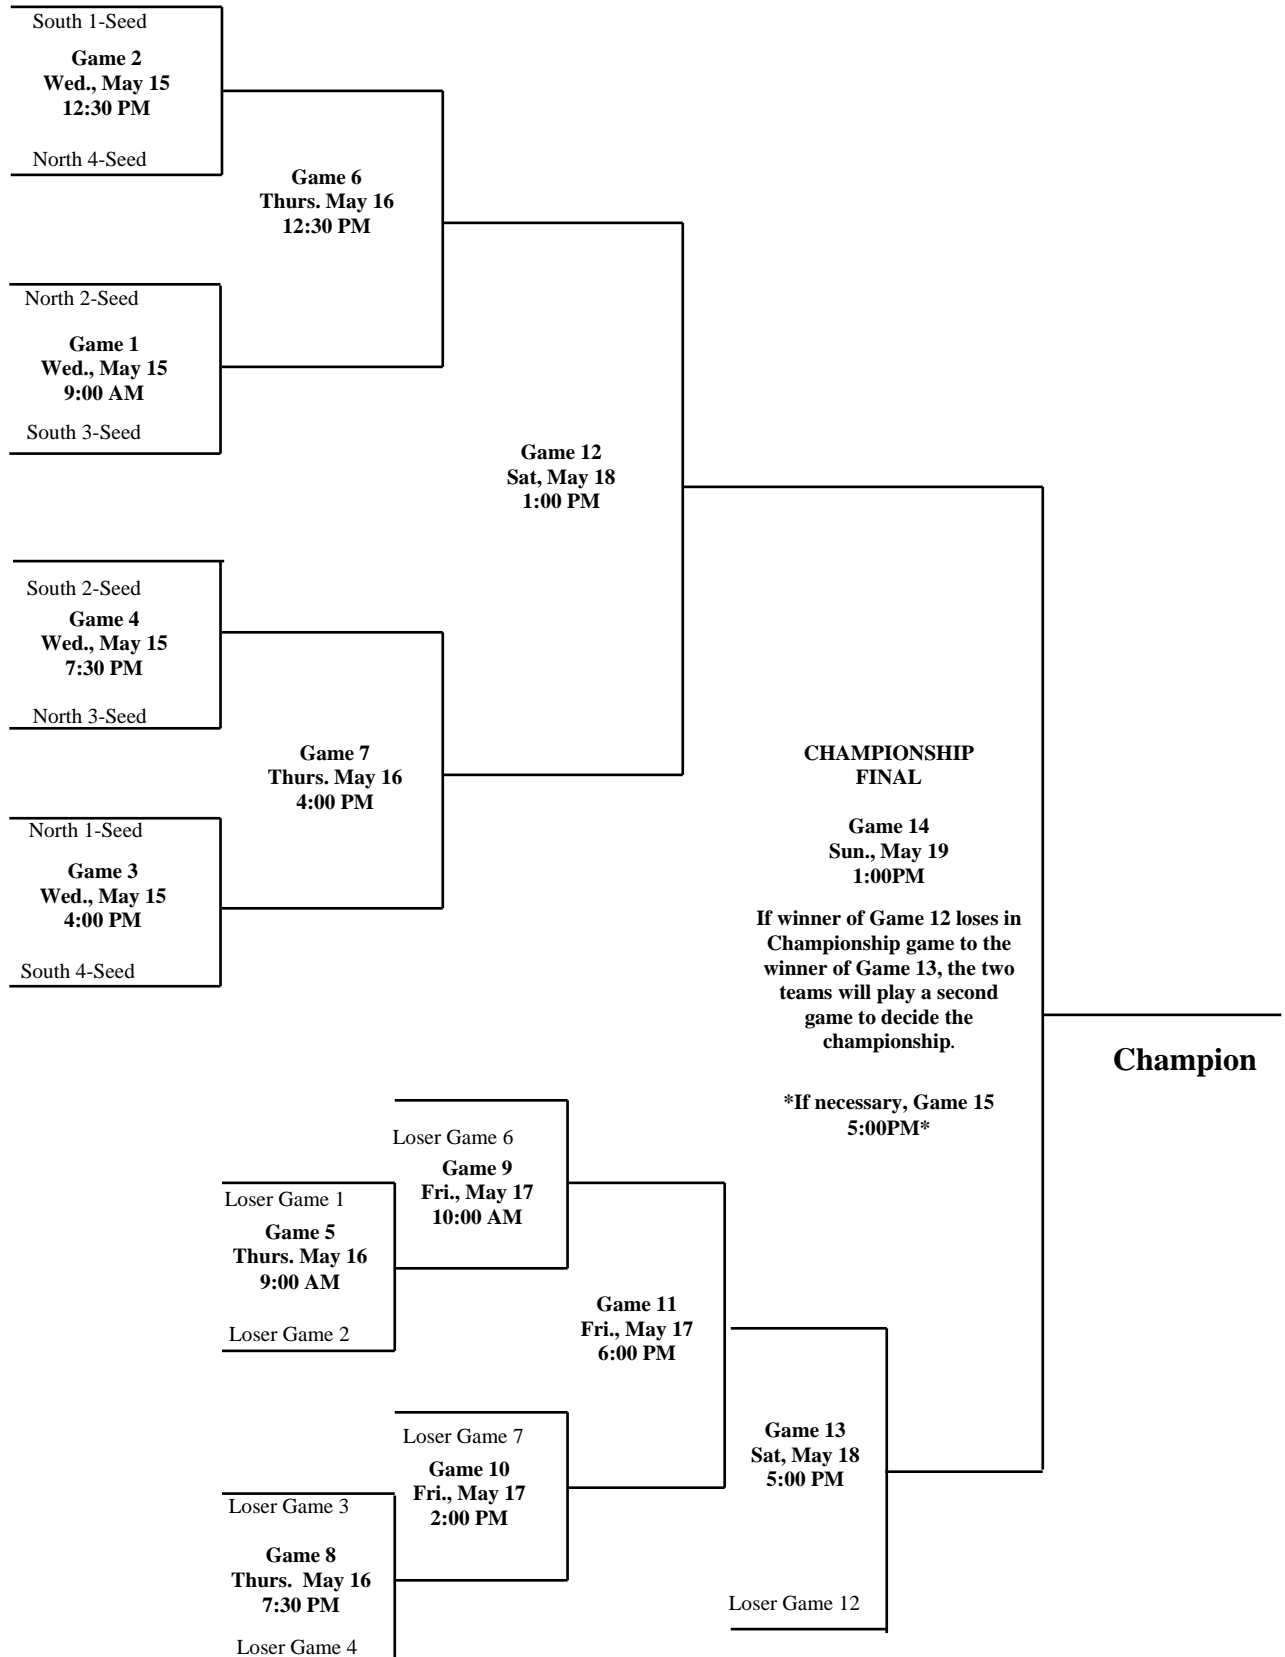 South 1-Seed
Game 2
Wed., May 15
12:30 PM
North 4-Seed
Game 6
Thurs. May 16
12:30 PM
North 2-Seed
Game 1
Wed., May 15
9:00 AM
South 3-Seed
Game 12
Sat, May 18
1:00 PM
South 2-Seed
Game 4
Wed., May 15
7:30 PM
North 3-Seed
Game 7
Thurs. May 16
4:00 PM
North 1-Seed
Game 3
Wed., May 15
4:00 PM
South 4-Seed
CHAMPIONSHIP
FINAL
Game 14
Sun., May 19
1:00PM
If winner of Game 12 loses in
Championship game to the
winner of Game 13, the two
teams will play a second
game to decide the
championship.
*If necessary, Game 15
5:00PM*
Champion
Loser Game 6
Game 9
Fri., May 17
10:00 AM
Loser Game 1
Game 5
Thurs. May 16
9:00 AM
Loser Game 2
Game 11
Fri., May 17
6:00 PM
Loser Game 7
Game 10
Fri., May 17
2:00 PM
Game 13
Sat, May 18
5:00 PM
Loser Game 3
Game 8
Thurs.  May 16
7:30 PM
Loser Game 4
Loser Game 12